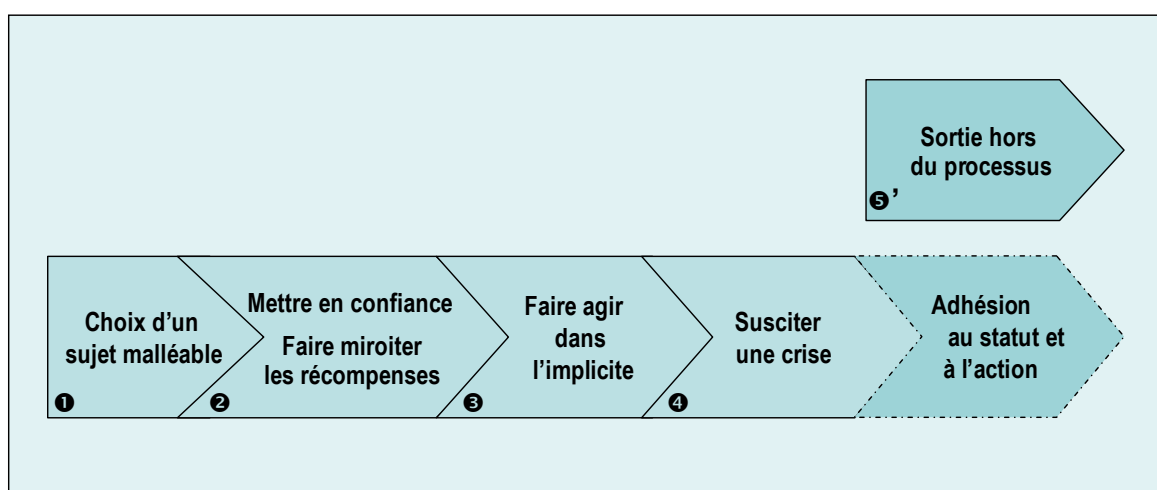 Sortie hors
du processus
❺’
Choix d’un
sujet malléable
❶
Mettre en confiance
Faire miroiter
les récompenses
❷
Faire agir
dans
l’implicite
❸
Susciter
une crise
❹
Adhésion
au statut et
à l’action